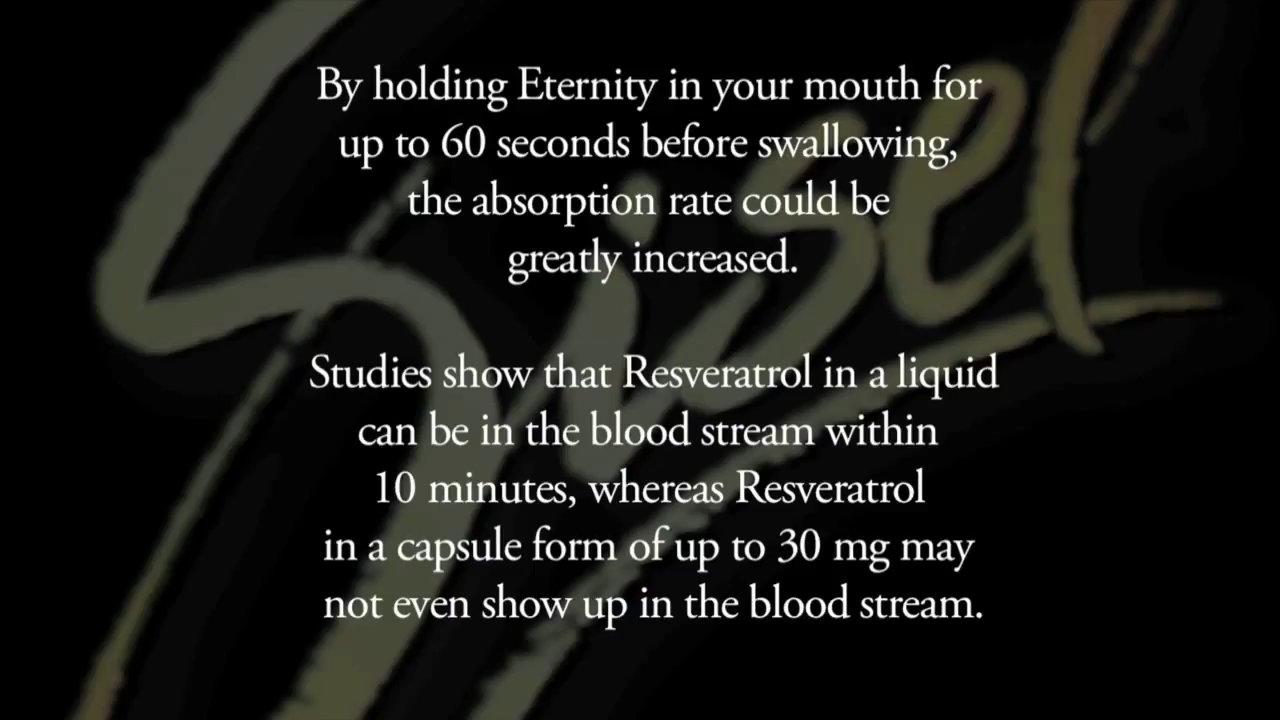 Sisel
By holding Eternity in your mouth for
up to 60 seconds before swallowing,
the absorption rate could be
greatly increased.
Studies show that Resveratrol in a liquid
can be in the blood stream within
10 minutes, whereas Resveratrol
in a capsule form of up to 30 mg may
not even show up in the blood stream.